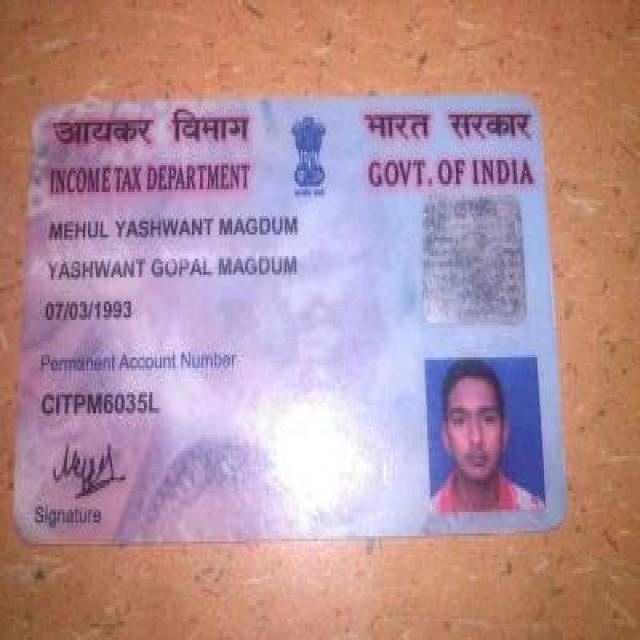 आयकर विभाग
भारत सरकार
INCOME TAX DEPARTMENT
GOVT. OF INDIA
MEHUL YASHWANT MAGDUM
YASHWANT GOPAL MAGDUM
07/03/1993
Permanent Account Number
CITPM6035L
Signature